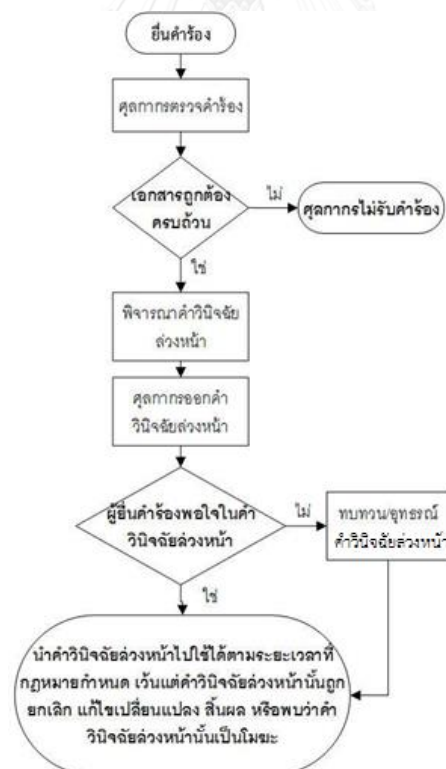 ยื่นคำร้อง
ศุลกากรตรวจคำร้อง
เอกสารถูกต้อง
ครบถ้วน
ไม่
ศุลกากรไม่รับคำร้อง
ใช่
พิจารณาคำวินิจฉัย
ล่วงหน้า
ศุลกากรออกคำ
วินิจฉัยล่วงหน้า
ผู้ยื่นคำร้องพอใจในคำ
วินิจฉัยล่วงหน้า
ไม่
ทบทวน/อุทธรณ์
คำวินิจฉัยล่วงหน้า
ใช่
นำคำวินิจฉัยล่วงหน้าไปใช้ได้ตามระยะเวลาที่
กฎหมายกำหนด เว้นแต่คำวินิจฉัยล่วงหน้านั้นถูก
ยกเลิก แก้ไขเปลี่ยนแปลง สิ้นผล หรือพบว่าคำ
วินิจฉัยล่วงหน้านั้นเป็นโมฆะ